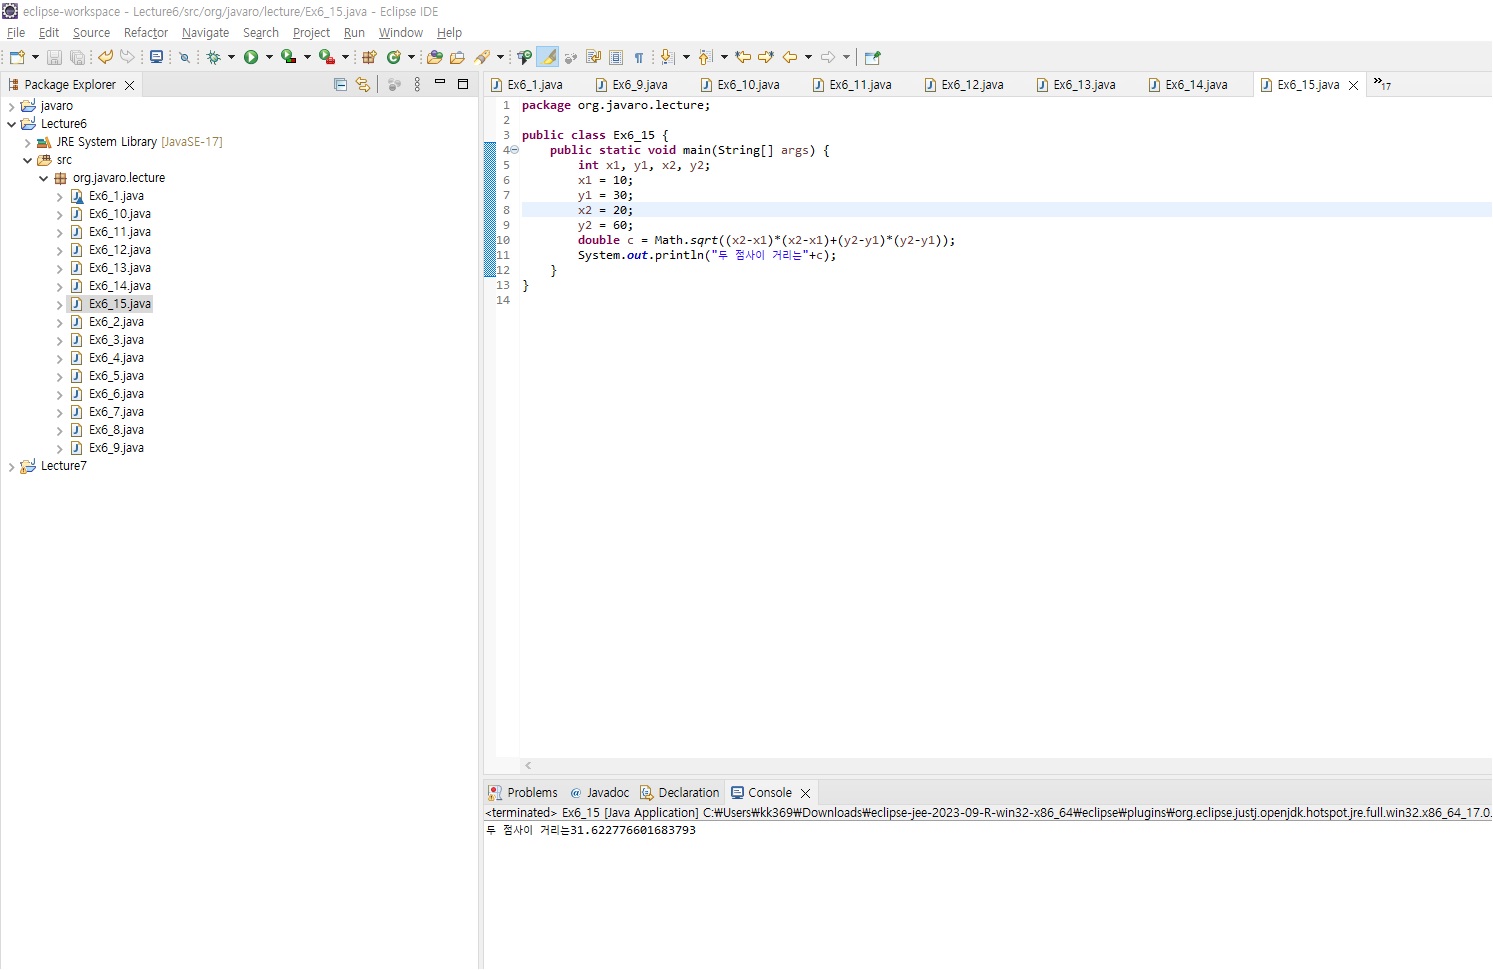 eclipse-workspace - Lecture6/src/org/javaro/lecture/Ex6_15.java - Eclipse IDE
File Edit Source Refactor Navigate Search Project Run Window Help
Package Explorer
javaro
Lecture6
JRE System Library [JavaSE-17]
src
org.javaro.lecture
Ex6_1.java
Ex6_10.java
Ex6_11.java
Ex6_12.java
Ex6_13.java
Ex6_14.java
Ex6_15.java
Ex6_2.java
Ex6_3.java
Ex6_4.java
Ex6_5.java
Ex6_6.java
Ex6_7.java
Ex6_8.java
Ex6_9.java
Lecture7
Ex6_1.java Ex6_9.java Ex6_10.java Ex6_11.java Ex6_12.java Ex6_13.java Ex6_14.java Ex6_15.java »17
1 package org.javaro.lecture;
2
3 public class Ex6_15 {
4 public static void main(String[] args) {
5 int x1, y1, x2, y2;
6 x1 = 10;
7 y1 = 30;
8 x2 = 20;
9 y2 = 60;
10 double c = Math.sqrt((x2-x1)*(x2-x1)+(y2-y1)*(y2-y1));
11 System.out.println("두 점사이 거리는"+c);
12 }
13 }
14
Problems @ Javadoc Declaration Console
<terminated> Ex6_15 [Java Application] C:₩Users₩kk369₩Downloads₩eclipse-jee-2023-09-R-win32-x86_64₩eclipse₩plugins₩org.eclipse.justj.openjdk.hotspot.jre.full.win32.x86_64_17.0.
두 점사이 거리는31.622776601683793